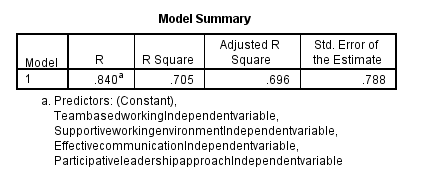 Model Summary
Model R R Square Adjusted R Square Std. Error of the Estimate
1 .840a .705 .696 .788
a. Predictors: (Constant),
TeambasedworkingIndependentvariable,
SupportiveworkingenvironmentIndependentvariable,
EffectivecommunicationIndependentvariable,
ParticipativeleadershipapproachIndependentvariable